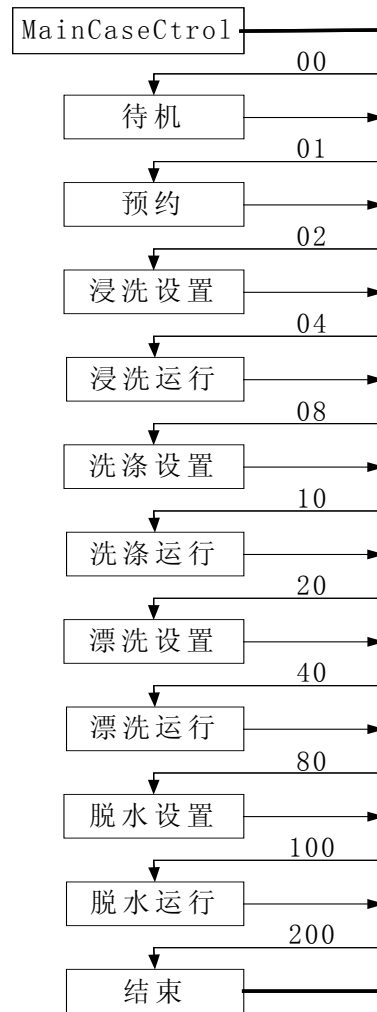 MainCaseCtrol
00
待机
01
预约
02
浸洗设置
04
浸洗运行
08
洗涤设置
10
洗涤运行
20
漂洗设置
40
漂洗运行
80
脱水设置
100
脱水运行
200
结束